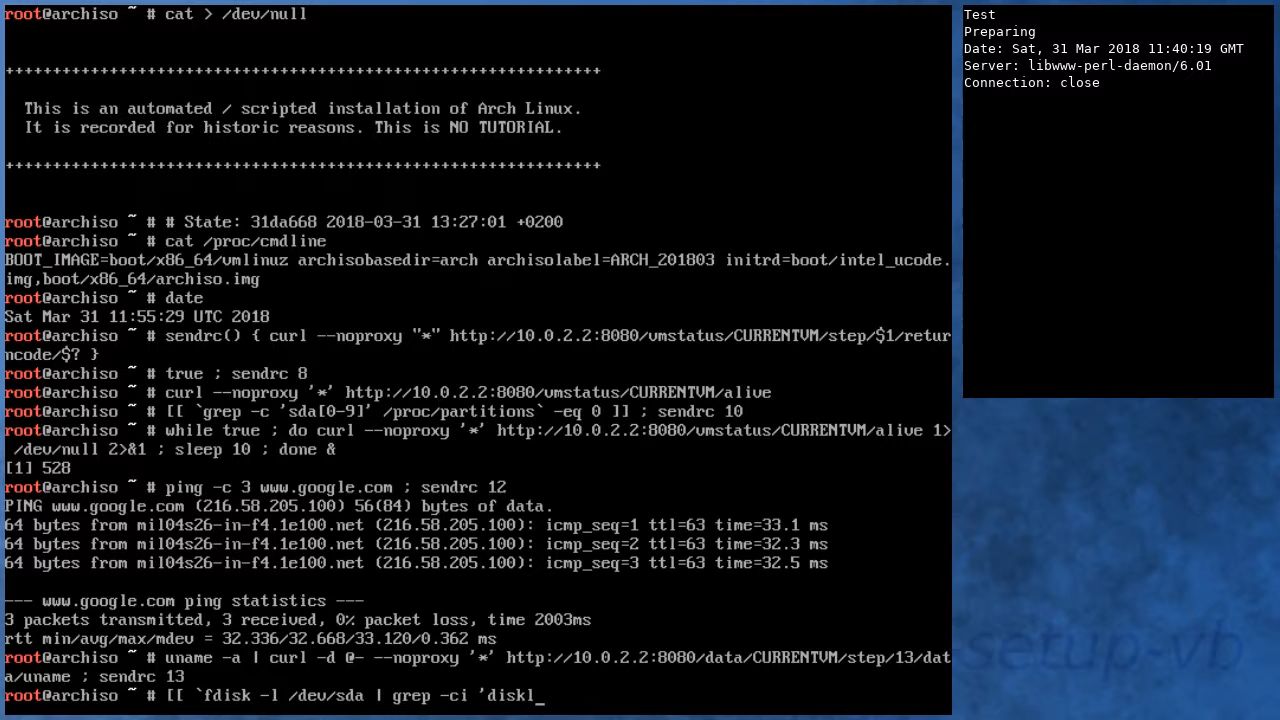 root@archiso ~ # cat > /dev/null
+++++++++++++++++++++++++++++++++++++++++++++++++++++++++++++++
This is an automated / scripted installation of Arch Linux.
It is recorded for historic reasons. This is NO TUTORIAL.
+++++++++++++++++++++++++++++++++++++++++++++++++++++++++++++++
root@archiso ~ # # State: 31da668 2018-03-31 13:27:01 +0200
root@archiso ~ # cat /proc/cmdline
BOOT_IMAGE=boot/x86_64/vmlinuz archisobasedir=arch archisolabel=ARCH_201803 initrd=boot/intel_ucode.
img,boot/x86_64/archiso.img
root@archiso ~ # date
Sat Mar 31 11:55:29 UTC 2018
root@archiso ~ # sendrc() { curl --noproxy "*" http://10.0.2.2:8080/vmstatus/CURRENTVM/step/$1/retur
ncode/$? }
root@archiso ~ # true ; sendrc 8
root@archiso ~ # curl --noproxy '*' http://10.0.2.2:8080/vmstatus/CURRENTVM/alive
root@archiso ~ # [[ `grep -c 'sda[0-9]' /proc/partitions` -eq 0 ]] ; sendrc 10
root@archiso ~ # while true ; do curl --noproxy '*' http://10.0.2.2:8080/vmstatus/CURRENTVM/alive 1>
/dev/null 2>&1 ; sleep 10 ; done &
[1] 528
root@archiso ~ # ping -c 3 www.google.com ; sendrc 12
PING www.google.com (216.58.205.100) 56(84) bytes of data.
64 bytes from mil04s26-in-f4.1e100.net (216.58.205.100): icmp_seq=1 ttl=63 time=33.1 ms
64 bytes from mil04s26-in-f4.1e100.net (216.58.205.100): icmp_seq=2 ttl=63 time=32.3 ms
64 bytes from mil04s26-in-f4.1e100.net (216.58.205.100): icmp_seq=3 ttl=63 time=32.5 ms
--- www.google.com ping statistics ---
3 packets transmitted, 3 received, 0% packet loss, time 2003ms
rtt min/avg/max/mdev = 32.336/32.668/33.120/0.362 ms
root@archiso ~ # uname -a | curl -d @- --noproxy '*' http://10.0.2.2:8080/data/CURRENTVM/step/13/dat
a/uname ; sendrc 13
root@archiso ~ # [[ `fdisk -l /dev/sda | grep -ci 'diskl_
Test
Preparing
Date: Sat, 31 Mar 2018 11:40:19 GMT
Server: libwww-perl-daemon/6.01
Connection: close
setup-vb